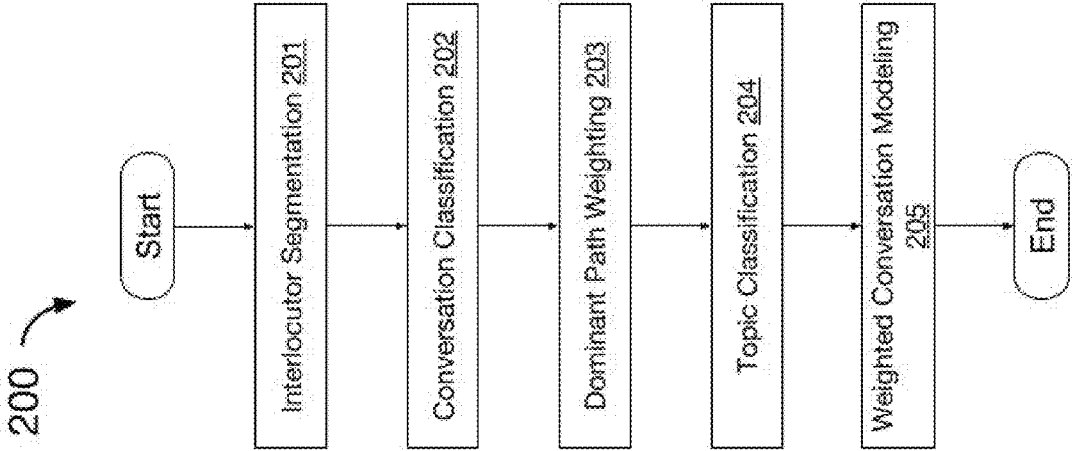 200
Start
Interlocutor Segmentation 201
Conversation Classification 202
Dominant Path Weighting 203
Topic Classification 204
Weighted Conversation Modeling
205
End